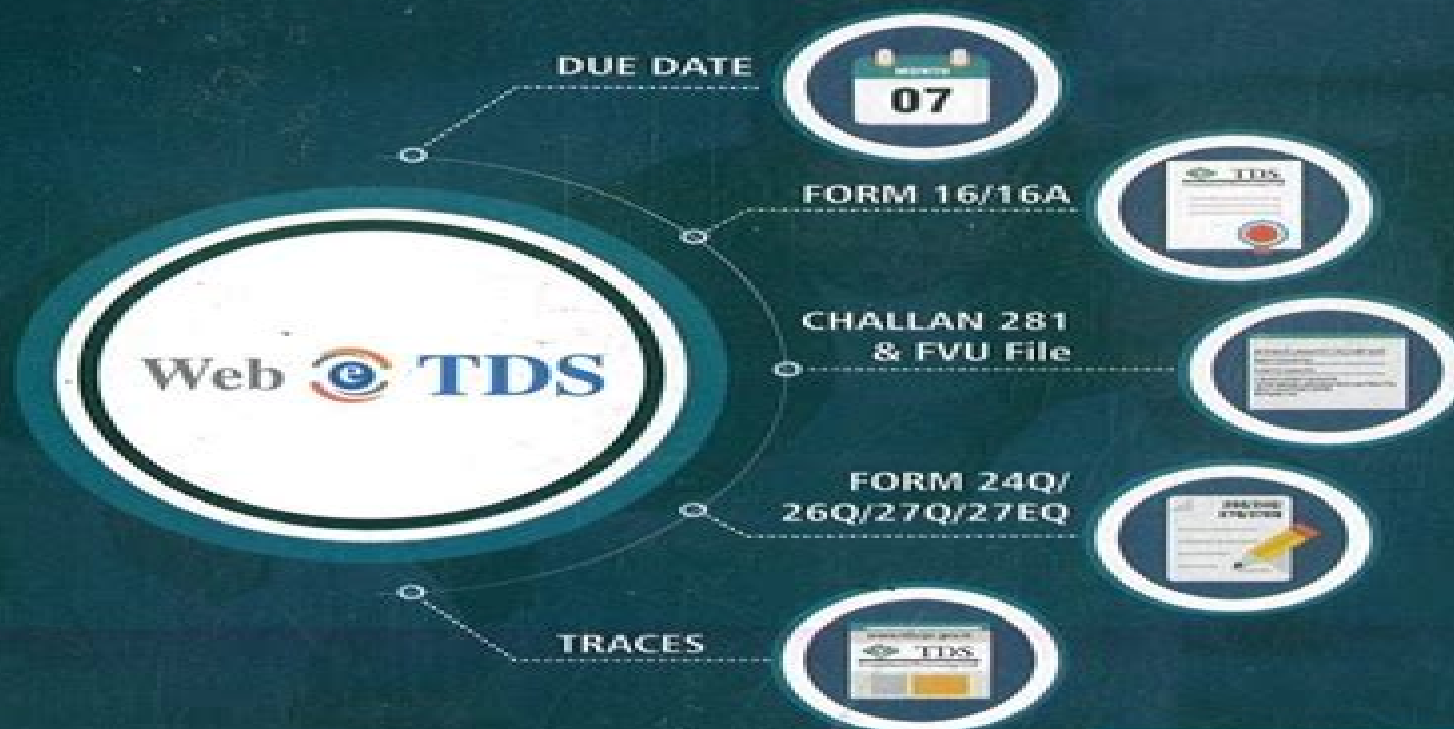 DUE DATE
MONTH
07
FORM 16/16A
TDS
CHALLAN 281
& FVU File
Web e TDS
FORM 24Q/
26Q/27Q/27EQ
TRACES
TDS